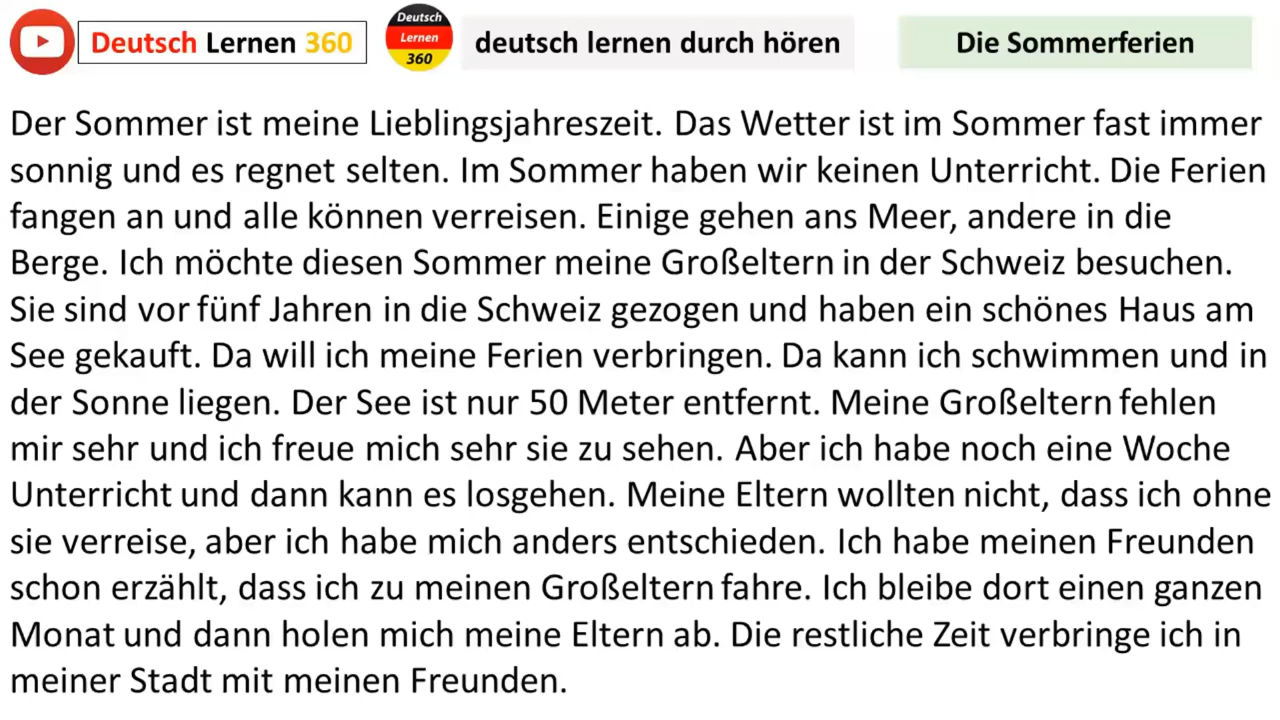 Deutsch Lernen 360
Deutsch
Lernen
360
deutsch lernen durch hören
Die Sommerferien
Der Sommer ist meine Lieblingsjahreszeit. Das Wetter ist im Sommer fast immer
sonnig und es regnet selten. Im Sommer haben wir keinen Unterricht. Die Ferien
fangen an und alle können verreisen. Einige gehen ans Meer, andere in die
Berge. Ich möchte diesen Sommer meine Großeltern in der Schweiz besuchen.
Sie sind vor fünf Jahren in die Schweiz gezogen und haben ein schönes Haus am
See gekauft. Da will ich meine Ferien verbringen. Da kann ich schwimmen und in
der Sonne liegen. Der See ist nur 50 Meter entfernt. Meine Großeltern fehlen
mir sehr und ich freue mich sehr sie zu sehen. Aber ich habe noch eine Woche
Unterricht und dann kann es losgehen. Meine Eltern wollten nicht, dass ich ohne
sie verreise, aber ich habe mich anders entschieden. Ich habe meinen Freunden
schon erzählt, dass ich zu meinen Großeltern fahre. Ich bleibe dort einen ganzen
Monat und dann holen mich meine Eltern ab. Die restliche Zeit verbringe ich in
meiner Stadt mit meinen Freunden.